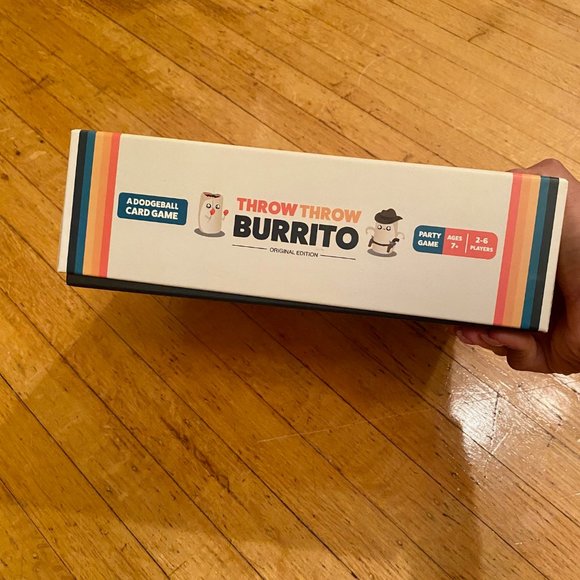 A DODGEBALL
CARD GAME
THROW THROW
BURRITO
ORIGINAL EDITION
PARTY
GAME
AGES
7+
2-6
PLAYERS